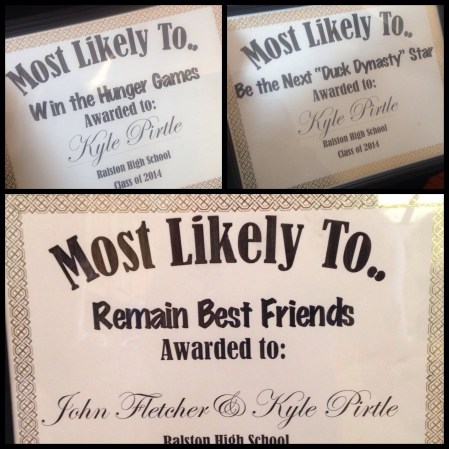 Most Likely To..
Win the Hunger Games
Awarded to:
Kyle Pirtle
Ralston High School
Class of 2014
Most Likely To..
Be the Next "Duck Dynasty" Star
Awarded to:
Kyle Pirtle
Ralston High School
Class of 2014
Most Likely To..
Remain Best Friends
Awarded to:
John Fletcher & Kyle Pirtle
Ralston High School